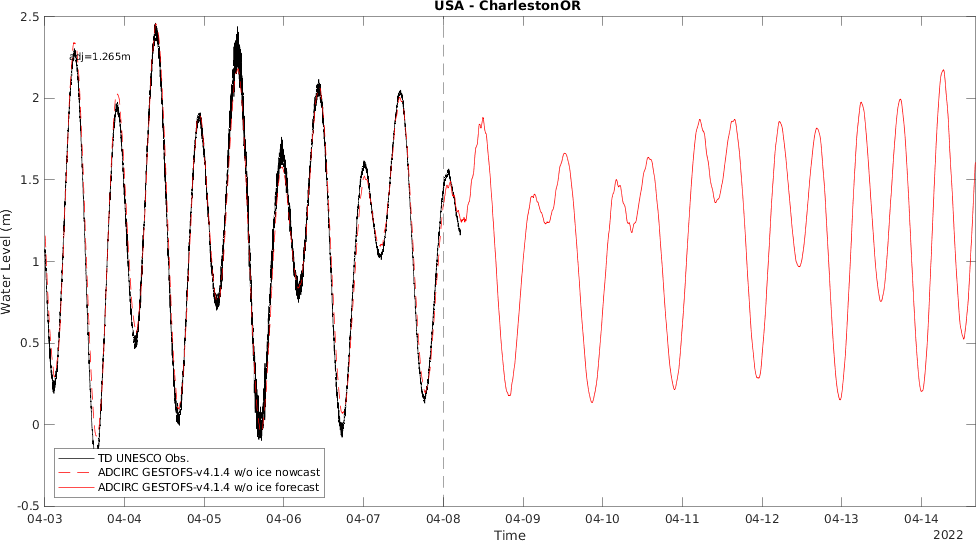 USA - CharlestonOR
2.5
adj=1.265m
2
1.5
1
0.5
0
-0.5
Water Level (m)
TD UNESCO Obs.
ADCIRC GESTOFS-v4.1.4 w/o ice nowcast
ADCIRC GESTOFS-v4.1.4 w/o ice forecast
04-03 04-04 04-05 04-06 04-07 04-08 04-09 04-10 04-11 04-12 04-13 04-14
Time
2022